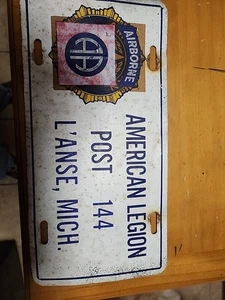 AIRBORNE
AA
AMERICAN LEGION
POST 144
L'ANSE, MICH.